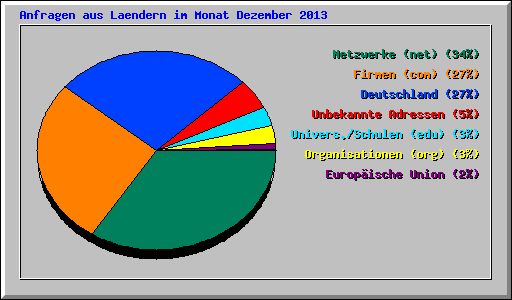 Anfragen aus Laendern im Monat Dezember 2013
Netzwerke (net) (34%)
Firmen (com) (27%)
Deutschland (27%)
Unbekannte Adressen (5%)
Univers./Schulen (edu) (3%)
Organisationen (org) (3%)
Europäische Union (2%)